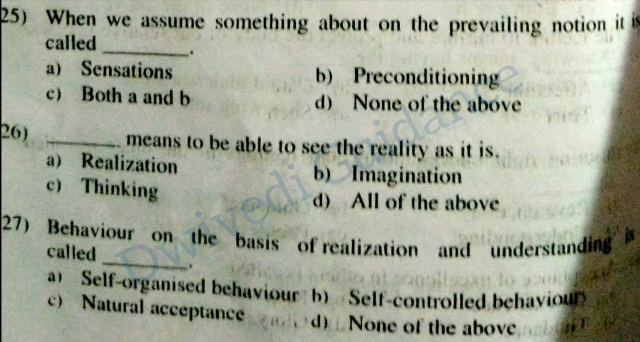 25) When we assume something about on the prevailing notion it is
called ________.
a) Sensations
b) Preconditioning
c) Both a and b
d) None of the above
26) ________ means to be able to see the reality as it is.
a) Realization
b) Imagination
c) Thinking
d) All of the above
27) Behaviour on the basis of realization and understanding is
called ________.
a) Self-organised behaviour b) Self-controlled behaviour
c) Natural acceptance
d) None of the above
Dwivedi Guidance